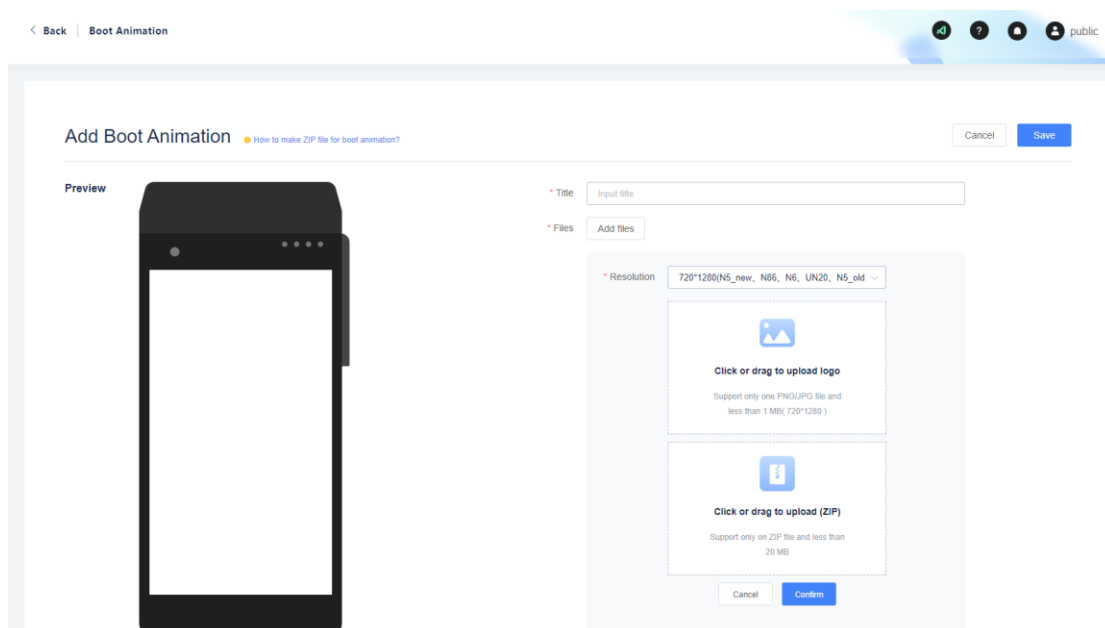 Back Boot Animation
public
Add Boot Animation How to make ZIP file for boot animation?
Cancel Save
Preview
* Title Input title
* Files Add files
* Resolution 720*1280(N5_new、N86、N6、UN20、N5_old
Click or drag to upload logo
Support only one PNG/JPG file and
less than 1 MB( 720*1280 )
Click or drag to upload (ZIP)
Support only on ZIP file and less than
20 MB
Cancel Confirm